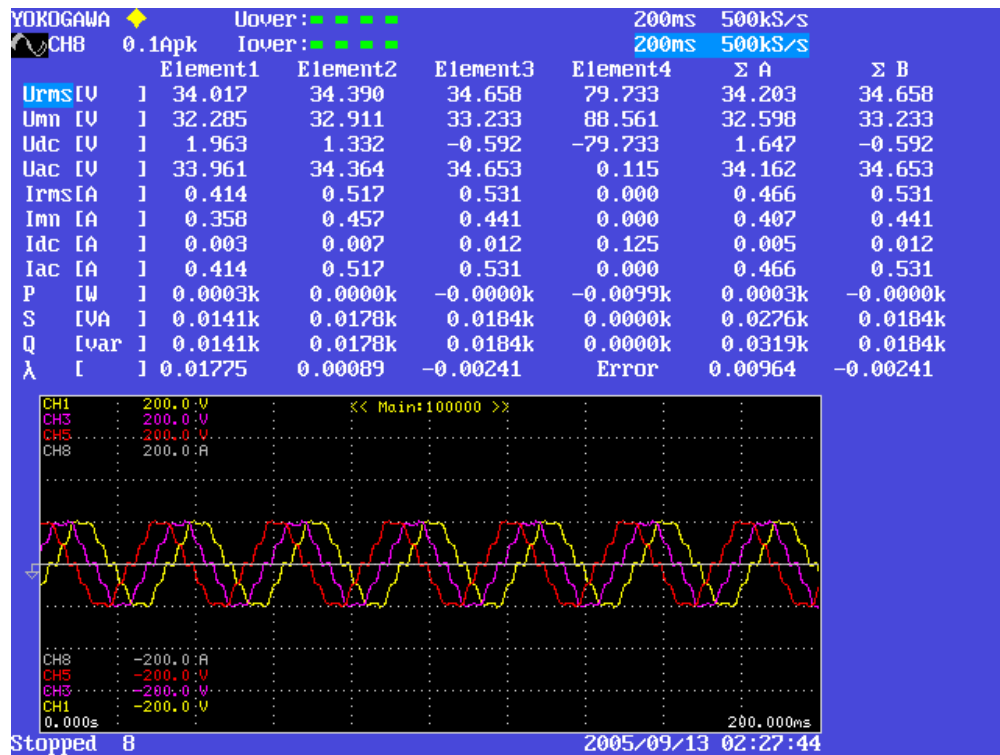 YOKOGAWA Uover: 200ms 500kS/s
CH8 0.1Apk Iover: 200ms 500kS/s
Element1 Element2 Element3 Element4 Σ A Σ B
Urms[V ] 34.017 34.390 34.658 79.733 34.203 34.658
Umn [V ] 32.285 32.911 33.233 88.561 32.598 33.233
Udc [V ] 1.963 1.332 -0.592 -79.733 1.647 -0.592
Uac [V ] 33.961 34.364 34.653 0.115 34.162 34.653
Irms[A ] 0.414 0.517 0.531 0.000 0.466 0.531
Imn [A ] 0.358 0.457 0.441 0.000 0.407 0.441
Idc [A ] 0.003 0.007 0.012 0.125 0.005 0.012
Iac [A ] 0.414 0.517 0.531 0.000 0.466 0.531
P [W ] 0.0003k 0.0000k -0.0000k -0.0099k 0.0003k -0.0000k
S [VA ] 0.0141k 0.0178k 0.0184k 0.0000k 0.0276k 0.0184k
Q [var ] 0.0141k 0.0178k 0.0184k 0.0000k 0.0319k 0.0184k
λ [ ] 0.01775 0.00089 -0.00241 Error 0.00964 -0.00241
CH1 200.0 V << Main:100000 >>
CH3 200.0 V
CH5 200.0 V
CH8 200.0 A
CH8 -200.0 A
CH5 -200.0 V
CH3 -200.0 V
CH1 -200.0 V
0.000s 200.000ms
Stopped 8 2005/09/13 02:27:44